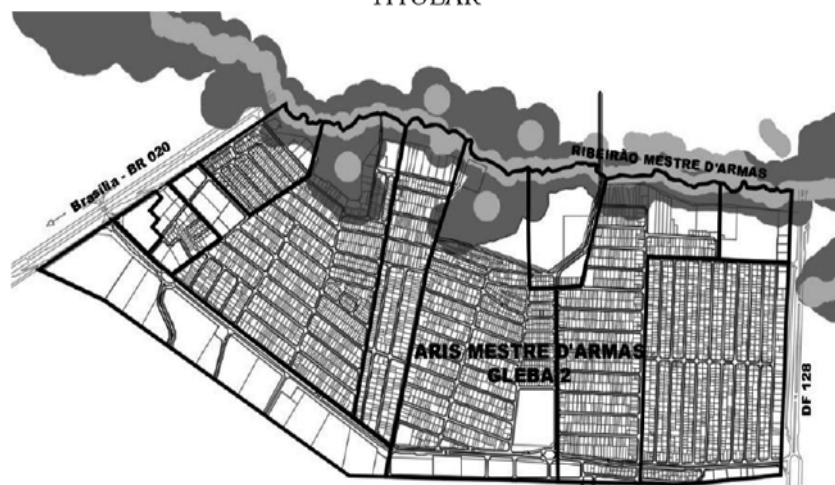 TITULAR
Brasília - BR 020
RIBEIRÃO MESTRE D'ARMAS
ARIS MESTRE D'ARMAS
GLEBA 2
DF 128